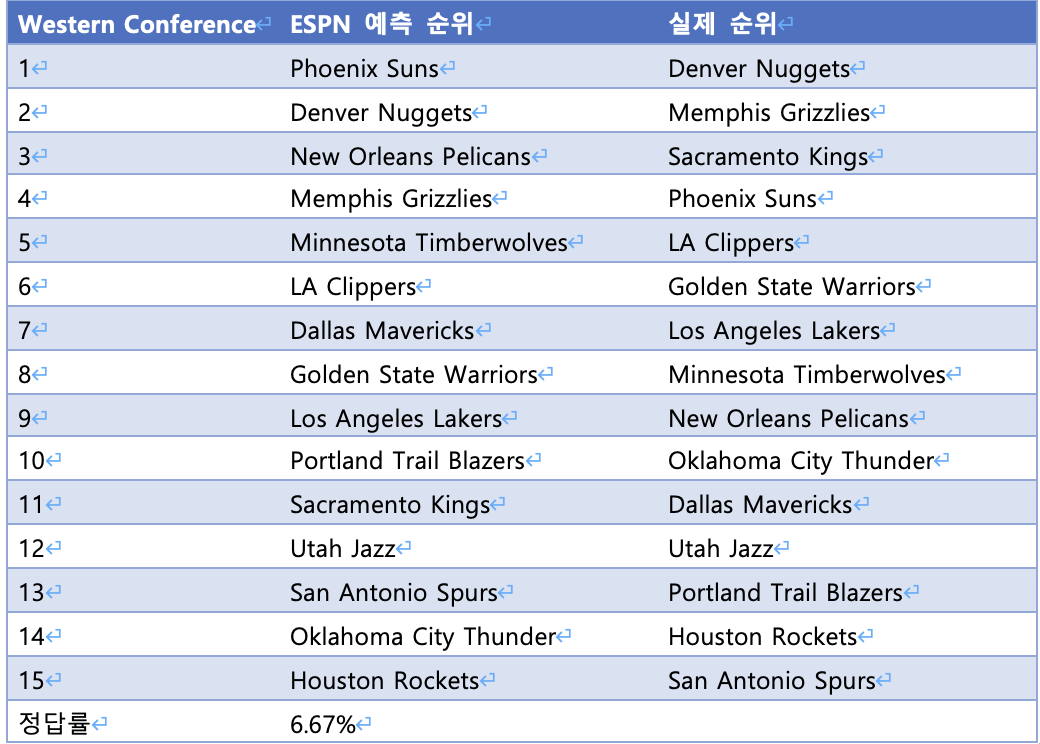 Western Conference ESPN 예측 순위 실제 순위
1 Phoenix Suns Denver Nuggets
2 Denver Nuggets Memphis Grizzlies
3 New Orleans Pelicans Sacramento Kings
4 Memphis Grizzlies Phoenix Suns
5 Minnesota Timberwolves LA Clippers
6 LA Clippers Golden State Warriors
7 Dallas Mavericks Los Angeles Lakers
8 Golden State Warriors Minnesota Timberwolves
9 Los Angeles Lakers New Orleans Pelicans
10 Portland Trail Blazers Oklahoma City Thunder
11 Sacramento Kings Dallas Mavericks
12 Utah Jazz Utah Jazz
13 San Antonio Spurs Portland Trail Blazers
14 Oklahoma City Thunder Houston Rockets
15 Houston Rockets San Antonio Spurs
정답률 6.67%